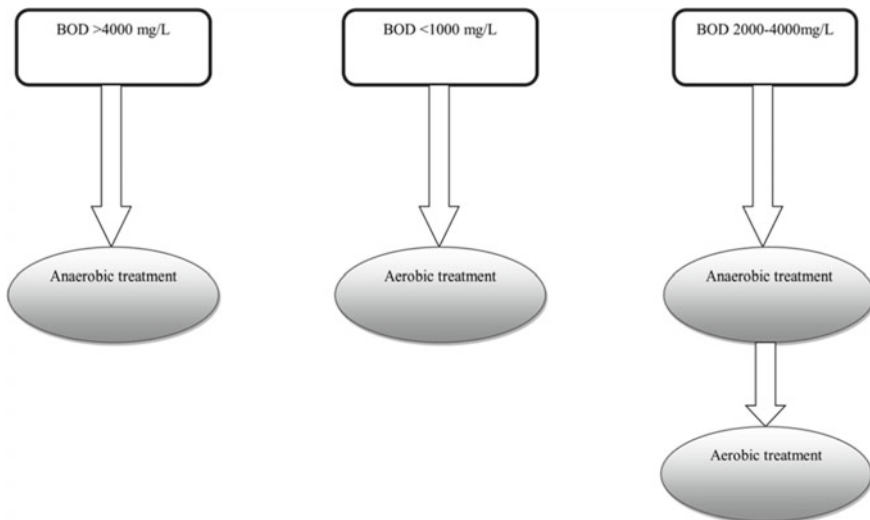 BOD >4000 mg/L
BOD <1000 mg/L
BOD 2000-4000mg/L
Anaerobic treatment
Aerobic treatment
Anaerobic treatment
Aerobic treatment